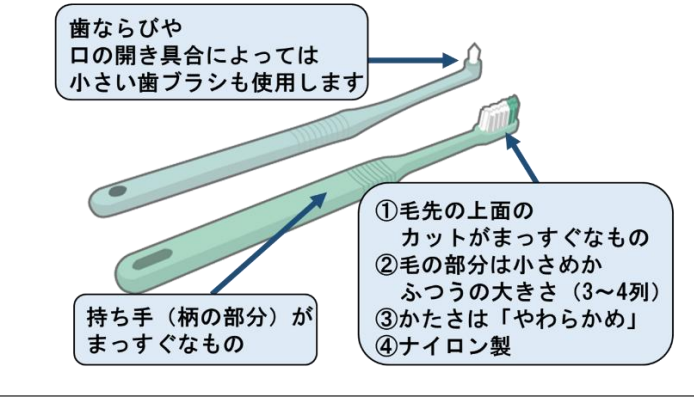 歯ならびや
口の開き具合によっては
小さい歯ブラシも使用します
①毛先の上面の
カットがまっすぐなもの
②毛の部分は小さめか
ふつうの大きさ（3～4列）
③かたさは「やわらかめ」
④ナイロン製
持ち手（柄の部分）が
まっすぐなもの